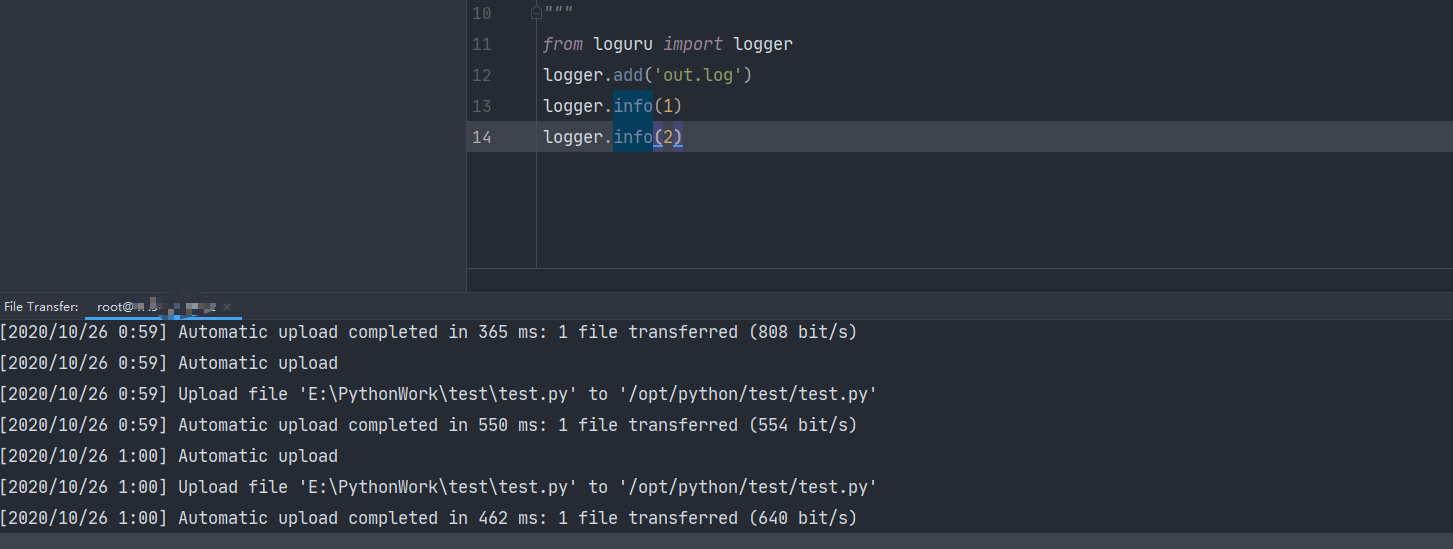 10 """
11 from loguru import logger
12 logger.add('out.log')
13 logger.info(1)
14 logger.info(2)
File Transfer: root@
[2020/10/26 0:59] Automatic upload completed in 365 ms: 1 file transferred (808 bit/s)
[2020/10/26 0:59] Automatic upload
[2020/10/26 0:59] Upload file 'E:\PythonWork\test\test.py' to '/opt/python/test/test.py'
[2020/10/26 0:59] Automatic upload completed in 550 ms: 1 file transferred (554 bit/s)
[2020/10/26 1:00] Automatic upload
[2020/10/26 1:00] Upload file 'E:\PythonWork\test\test.py' to '/opt/python/test/test.py'
[2020/10/26 1:00] Automatic upload completed in 462 ms: 1 file transferred (640 bit/s)